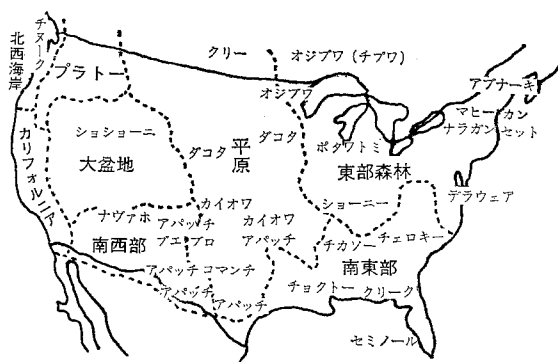 クリー
オジブワ(チプワ)
チヌーク
北西海岸
プラトー
アブナーキ
オジブワ
マヒーカン
ナラガンセット
カリフォルニア
ショショーニ
大盆地
ダコタ
平原
ダコタ
ポタワトミ
東部森林
デラウェア
ナヴァホ
カイオワ
アパッチ
カイオワ
アパッチ
ショーニー
南西部
プエブロ
チカソー
チェロキー
アパッチ
コマンチ
南東部
アパッチ
アパッチ
チョクトー
クリーク
セミノール